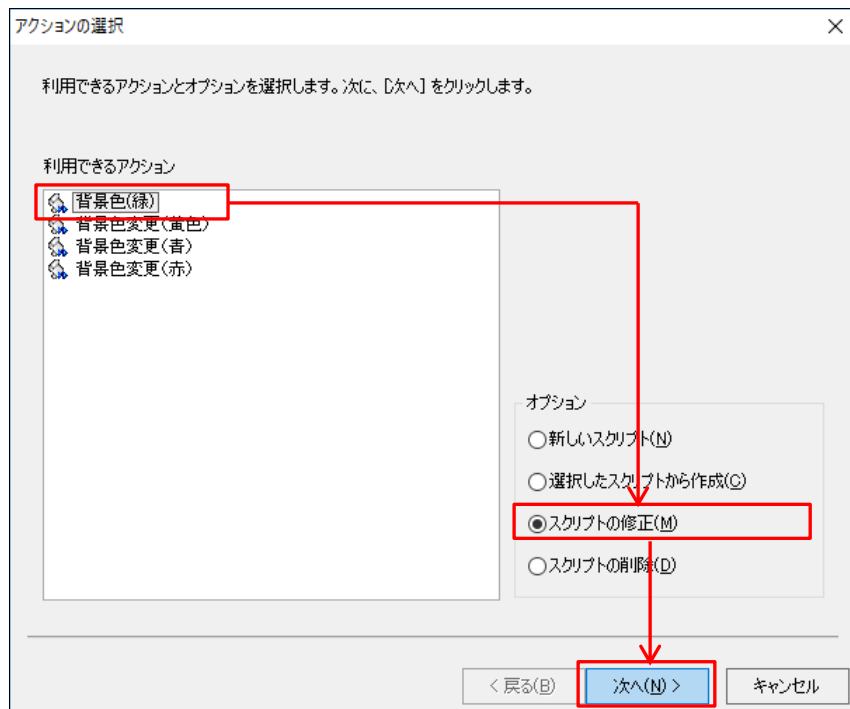 アクションの選択
利用できるアクションとオプションを選択します。次に、[次へ] をクリックします。
利用できるアクション
背景色(緑)
背景色変更(黄色)
背景色変更(青)
背景色変更(赤)
オプション
新しいスクリプト(N)
選択したスクリプトから作成(C)
スクリプトの修正(M)
スクリプトの削除(D)
< 戻る(B)
次へ(N) >
キャンセル